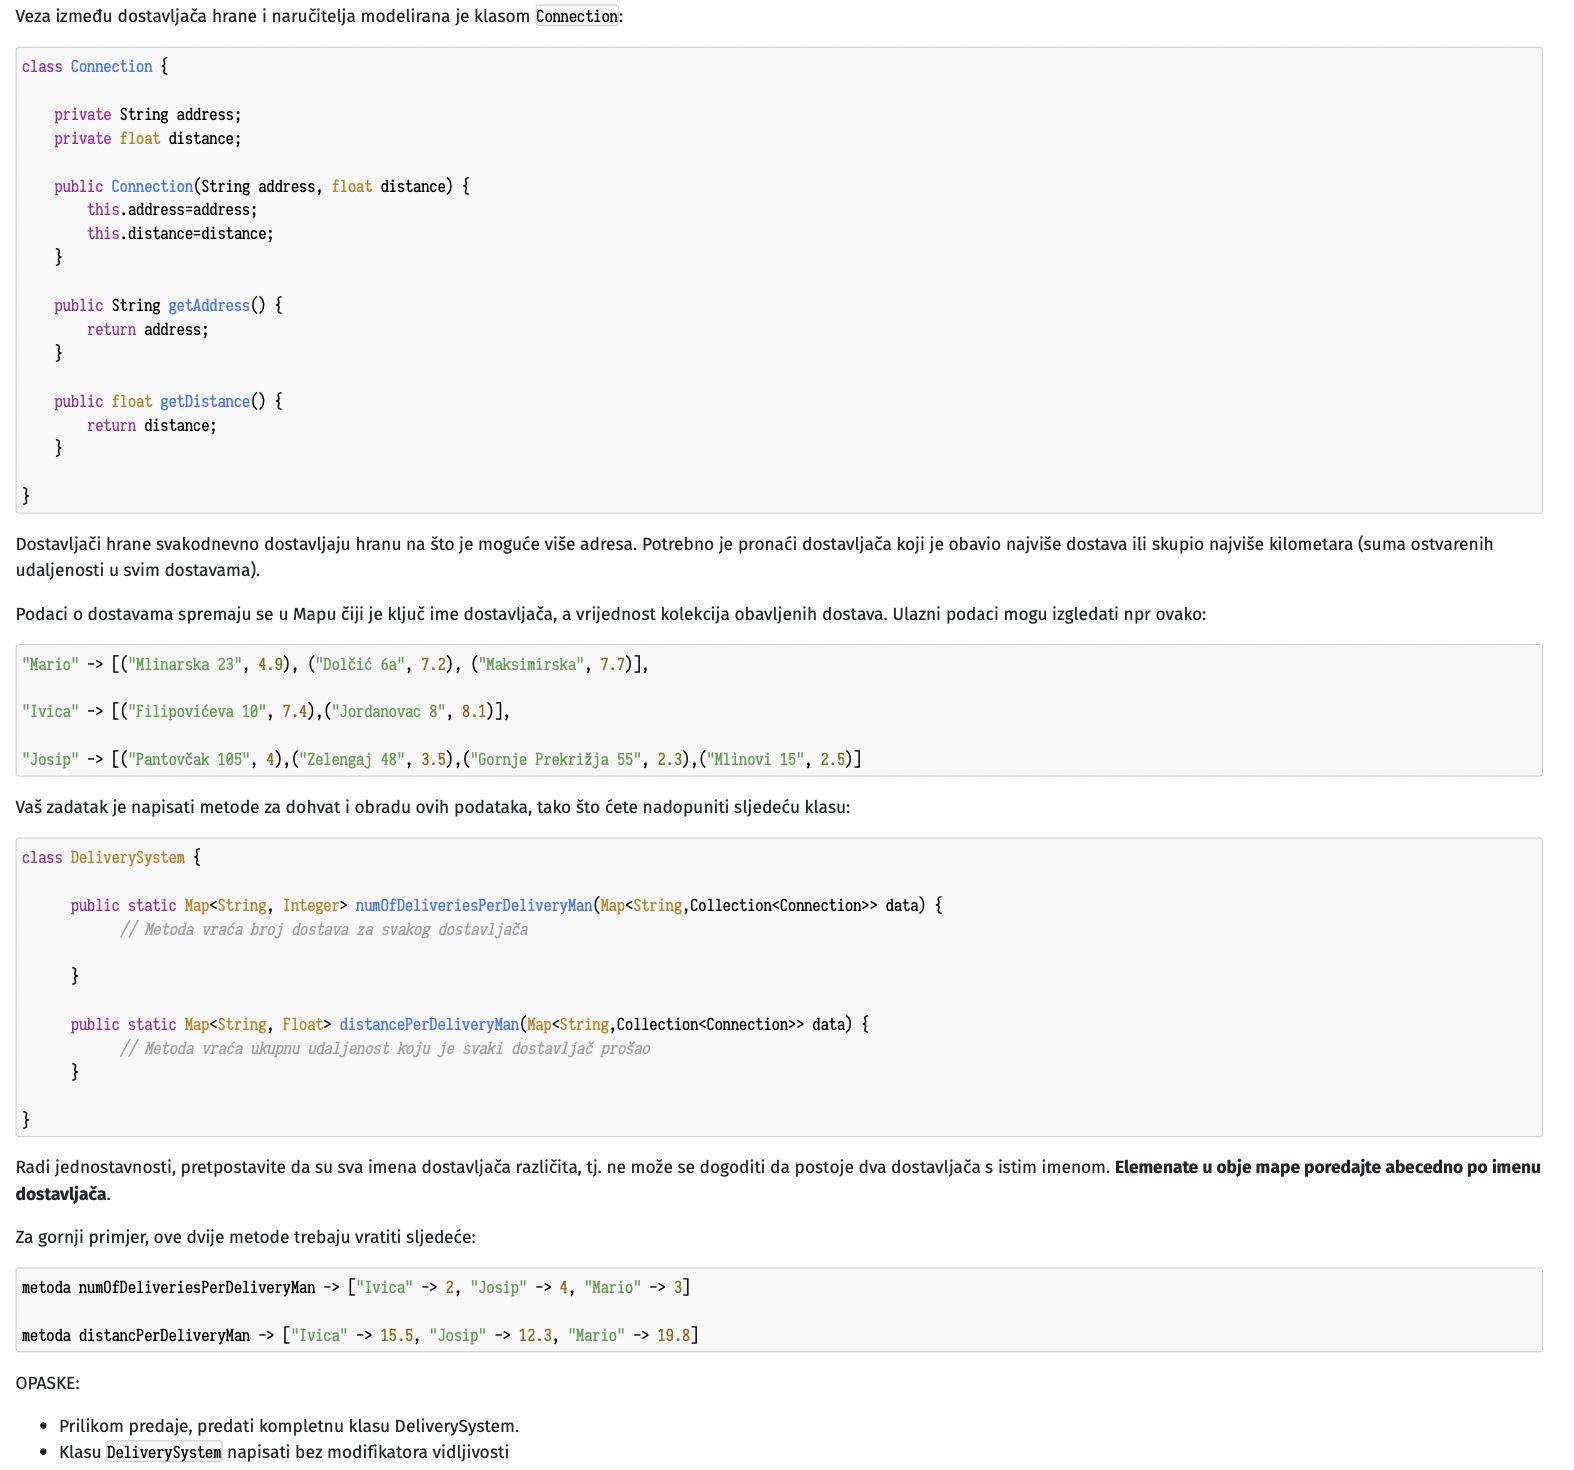 Veza između dostavljača hrane i naručitelja modelirana je klasom Connection:
class Connection {
private String address;
private float distance;
public Connection(String address, float distance) {
this.address=address;
this.distance=distance;
}
public String getAddress() {
return address;
}
public float getDistance() {
return distance;
}
}
Dostavljači hrane svakodnevno dostavljaju hranu na što je moguće više adresa. Potrebno je pronaći dostavljača koji je obavio najviše dostava ili skupio najviše kilometara (suma ostvarenih
udaljenosti u svim dostavama).
Podaci o dostavama spremaju se u Mapu čiji je ključ ime dostavljača, a vrijednost kolekcija obavljenih dostava. Ulazni podaci mogu izgledati npr ovako:
"Mario" -> [("Mlinarska 23", 4.9), ("Dolčić 6a", 7.2), ("Maksimirska", 7.7)],
"Ivica" -> [("Filipovićeva 10", 7.4),("Jordanovac 8", 8.1)],
"Josip" -> [("Pantovčak 105", 4),("Zelengaj 48", 3.5),("Gornje Prekrižja 55", 2.3),("Mlinovi 15", 2.5)]
Vaš zadatak je napisati metode za dohvat i obradu ovih podataka, tako što ćete nadopuniti sljedeću klasu:
class DeliverySystem {
public static Map<String, Integer> numOfDeliveriesPerDeliveryMan(Map<String,Collection<Connection>> data) {
// Metoda vraća broj dostava za svakog dostavljača
}
public static Map<String, Float> distancePerDeliveryMan(Map<String,Collection<Connection>> data) {
// Metoda vraća ukupnu udaljenost koju je svaki dostavljač prošao
}
}
Radi jednostavnosti, pretpostavite da su sva imena dostavljača različita, tj. ne može se dogoditi da postoje dva dostavljača s istim imenom. Elemenate u obje mape poredajte abecedno po imenu
dostavljača.
Za gornji primjer, ove dvije metode trebaju vratiti sljedeće:
metoda numOfDeliveriesPerDeliveryMan -> ["Ivica" -> 2, "Josip" -> 4, "Mario" -> 3]
metoda distancPerDeliveryMan -> ["Ivica" -> 15.5, "Josip" -> 12.3, "Mario" -> 19.8]
OPASKE:
• Prilikom predaje, predati kompletnu klasu DeliverySystem.
• Klasu DeliverySystem napisati bez modifikatora vidljivosti